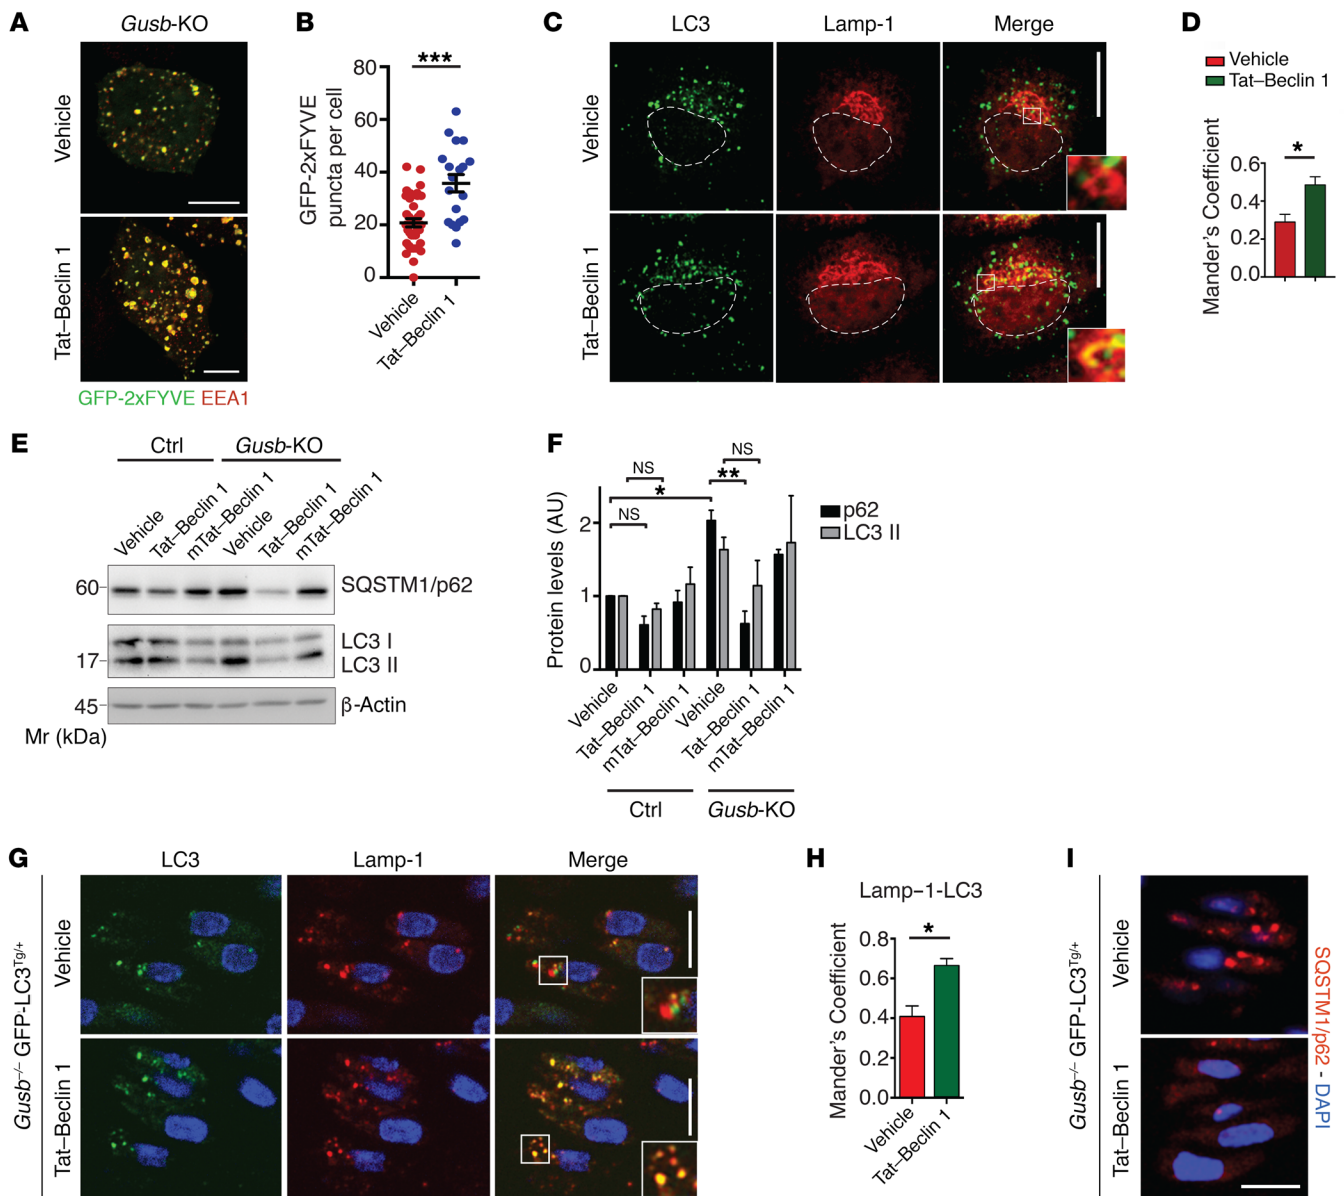 A
Gusb-KO
Vehicle
Tat–Beclin 1
GFP-2xFYVE EEA1
B
***
GFP-2xFYVE
puncta per cell
80
60
40
20
0
Vehicle
Tat–Beclin 1
C
LC3
Lamp-1
Merge
Vehicle
Tat–Beclin 1
D
Vehicle
Tat–Beclin 1
Mander's Coefficient
*
0.6
0.4
0.2
0.0
E
Ctrl
Gusb-KO
Vehicle
Tat–Beclin 1
mTat–Beclin 1
Vehicle
Tat–Beclin 1
mTat–Beclin 1
60
SQSTM1/p62
LC3 I
17
LC3 II
45
β-Actin
Mr (kDa)
F
NS
NS
**
*
NS
p62
LC3 II
Protein levels (AU)
2
1
0
Vehicle
Tat–Beclin 1
mTat–Beclin 1
Vehicle
Tat–Beclin 1
mTat–Beclin 1
Ctrl
Gusb-KO
G
LC3
Lamp-1
Merge
Gusb–/– GFP-LC3Tg/+
Vehicle
Tat–Beclin 1
H
Lamp–1-LC3
Mander's Coefficient
*
0.8
0.6
0.4
0.2
0.0
Vehicle
Tat–Beclin 1
I
Gusb–/– GFP-LC3Tg/+
Vehicle
Tat–Beclin 1
SQSTM1/p62 - DAPI